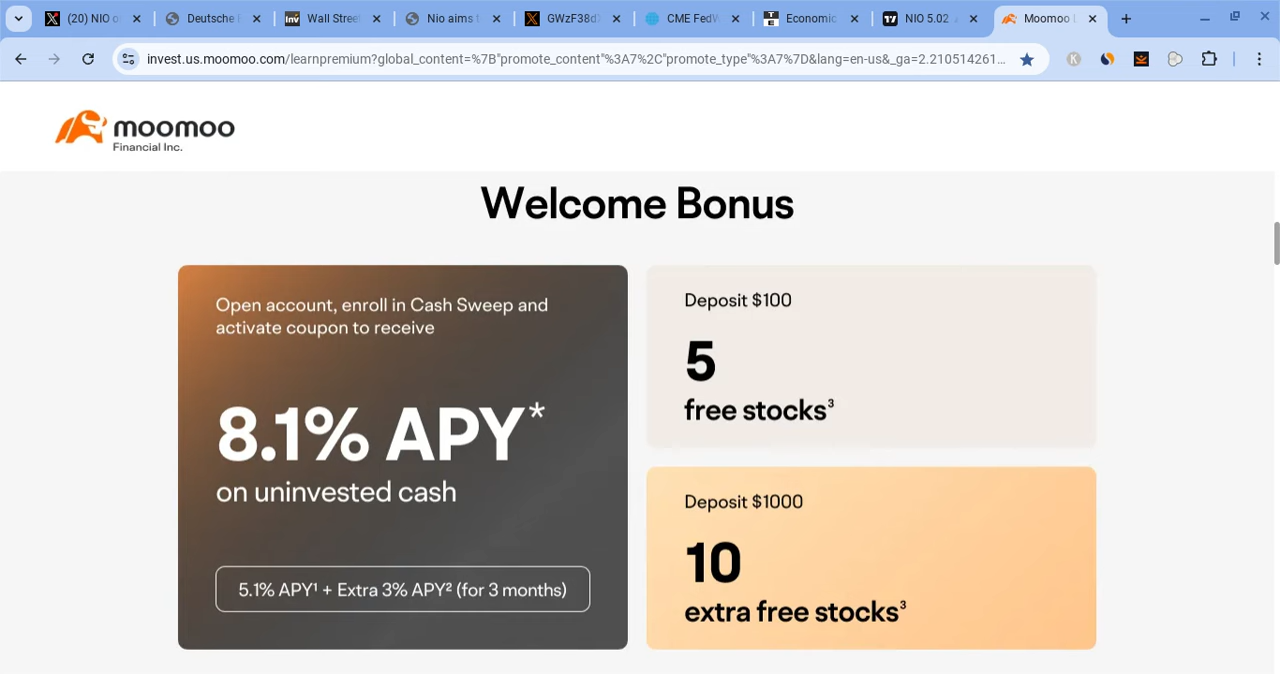 (20) NIO o
Deutsche
Wall Stree
Nio aims
GWzF38d
CME FedW
Economic
NIO 5.02
Moomoo
invest.us.moomoo.com/learnpremium?global_content=%7B"promote_content"%3A7%2C"promote_type"%3A7%7D&lang=en-us&_ga=2.210514261...
moomoo
Financial Inc.
Welcome Bonus
Open account, enroll in Cash Sweep and
activate coupon to receive
8.1% APY*
on uninvested cash
5.1% APY¹ + Extra 3% APY² (for 3 months)
Deposit $100
5
free stocks³
Deposit $1000
10
extra free stocks³